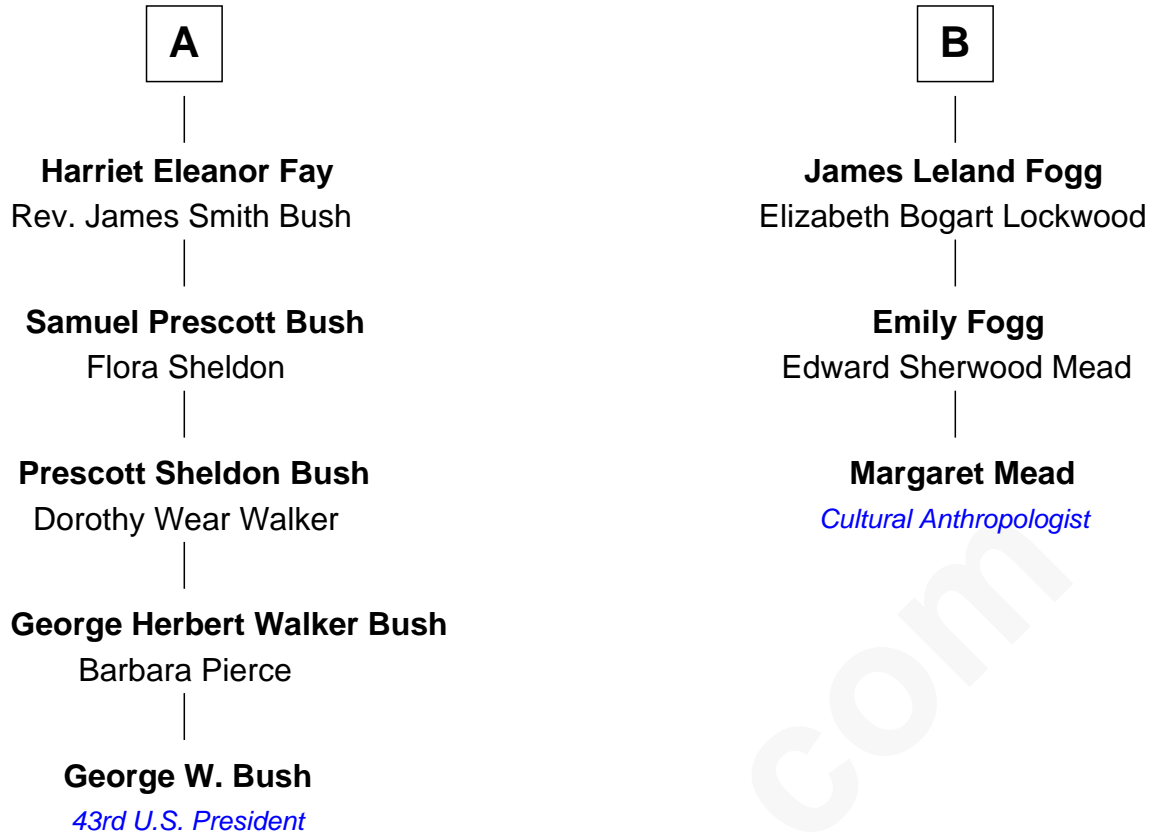 A
Harriet Eleanor Fay
Rev. James Smith Bush
Samuel Prescott Bush
Flora Sheldon
Prescott Sheldon Bush
Dorothy Wear Walker
George Herbert Walker Bush
Barbara Pierce
George W. Bush
43rd U.S. President
B
James Leland Fogg
Elizabeth Bogart Lockwood
Emily Fogg
Edward Sherwood Mead
Margaret Mead
Cultural Anthropologist
com